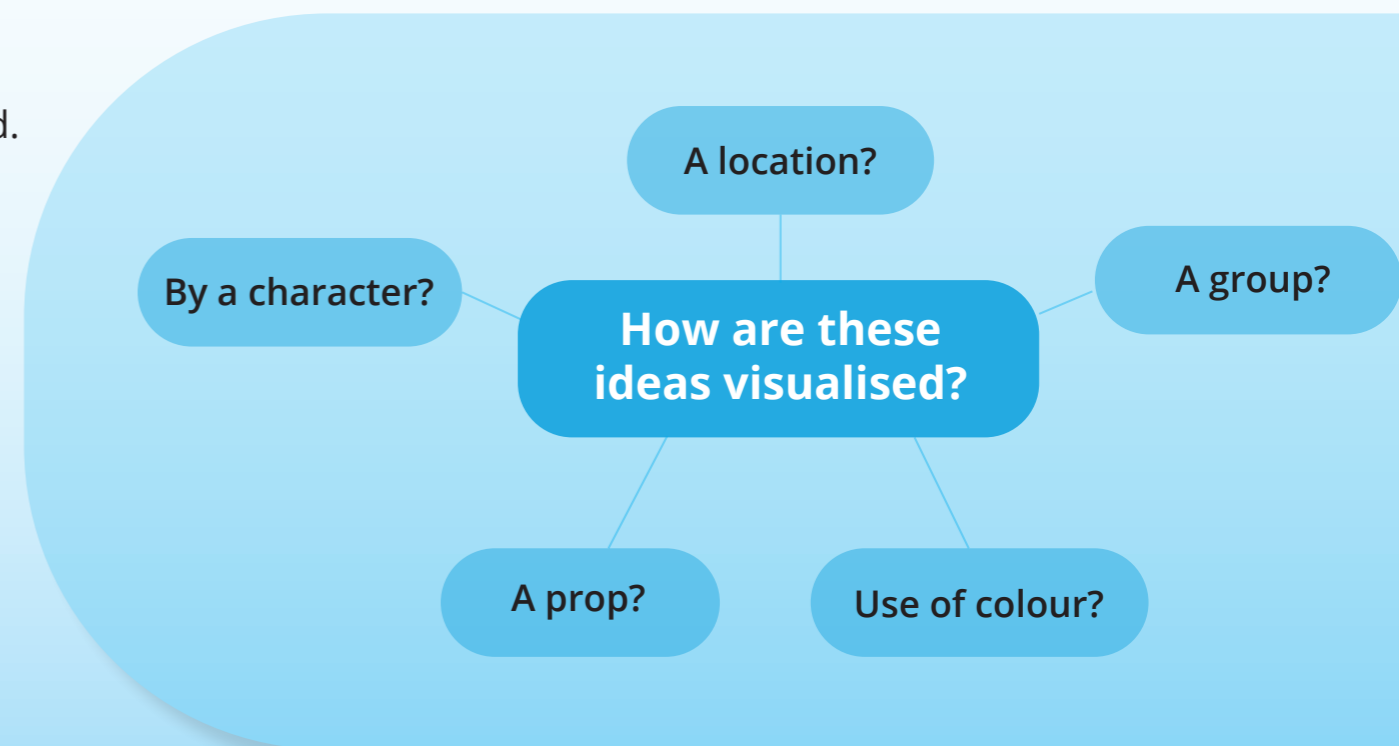 d.
A location?
By a character?
A group?
How are these
ideas visualised?
A prop?
Use of colour?